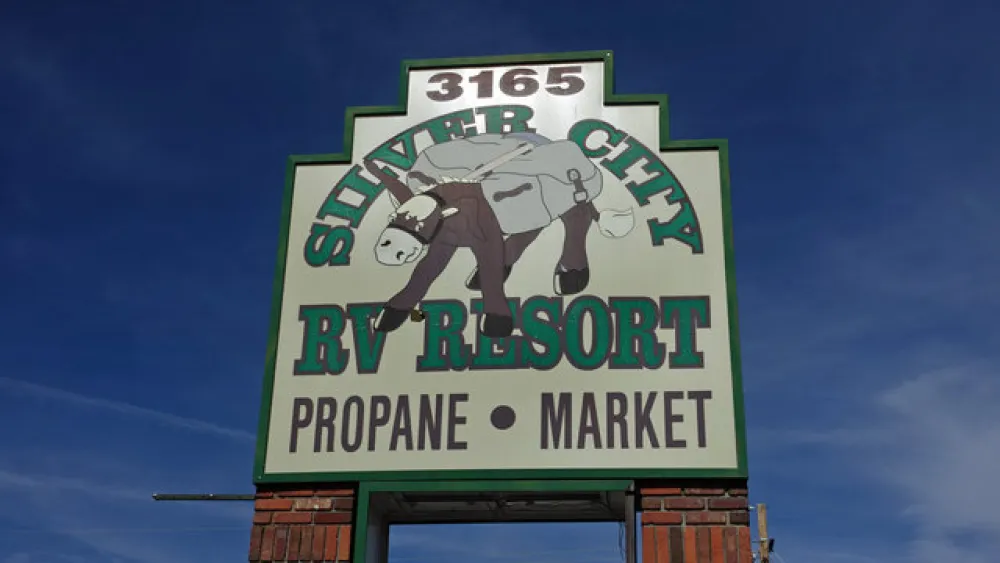 3165
SILVER CITY
RV RESORT
PROPANE • MARKET